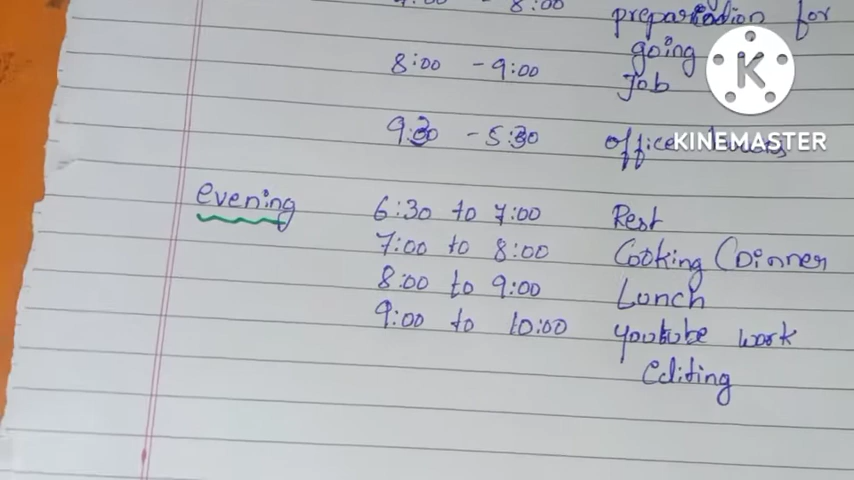 - 8:00
preparation for
going
8:00 - 9:00
Job
9:30 - 5:30 office
evening
6:30 to 7:00 Rest
7:00 to 8:00 Cooking (Dinner
8:00 to 9:00 Lunch
9:00 to 10:00 youtube work
Editing
K
KINEMASTER